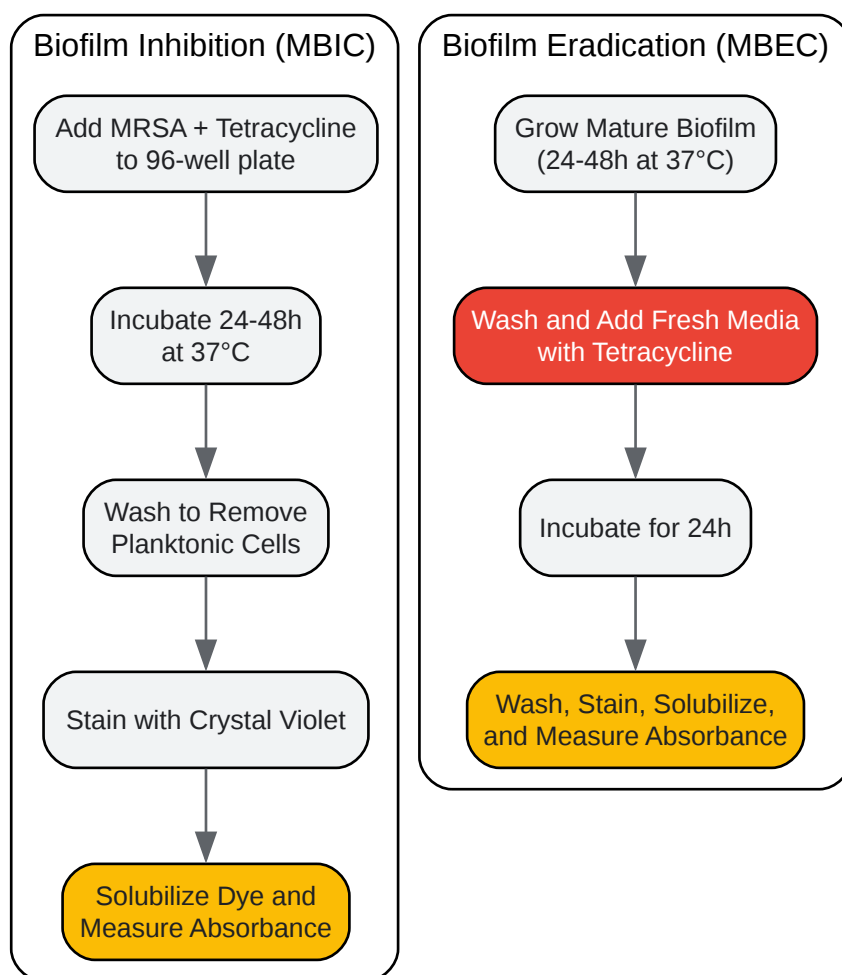 Biofilm Inhibition (MBIC)
Add MRSA + Tetracycline
to 96-well plate
Incubate 24-48h
at 37°C
Wash to Remove
Planktonic Cells
Stain with Crystal Violet
Solubilize Dye and
Measure Absorbance
Biofilm Eradication (MBEC)
Grow Mature Biofilm
(24-48h at 37°C)
Wash and Add Fresh Media
with Tetracycline
Incubate for 24h
Wash, Stain, Solubilize,
and Measure Absorbance